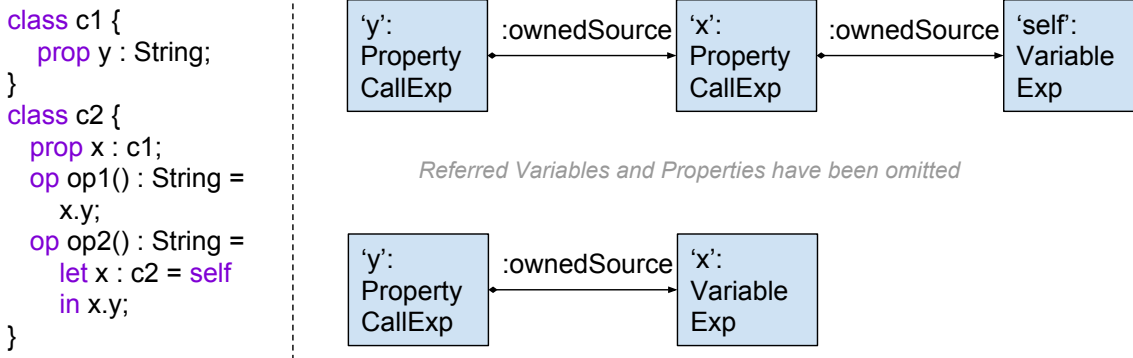 class c1 {
prop y : String;
}
class c2 {
prop x : c1;
op op1() : String =
x.y;
op op2() : String =
let x : c2 = self
in x.y;
}
‘y’:
Property
CallExp
:ownedSource
‘x’:
Property
CallExp
:ownedSource
‘self’:
Variable
Exp
Referred Variables and Properties have been omitted
‘y’:
Property
CallExp
:ownedSource
‘x’:
Variable
Exp